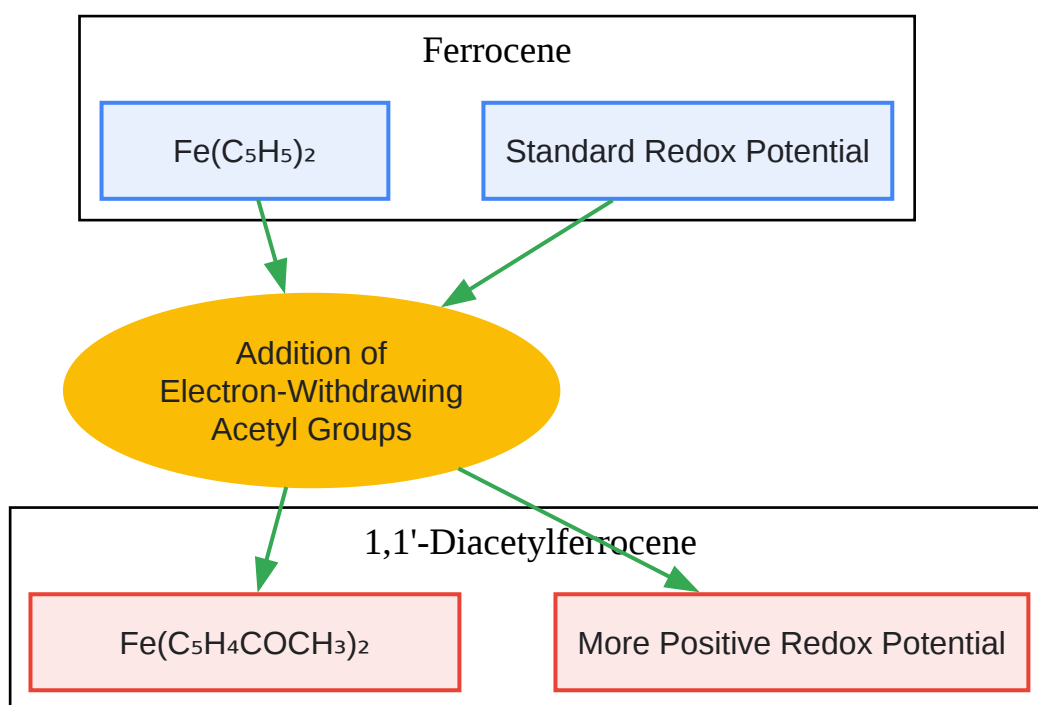 Ferrocene
Fe(C₅H₅)₂
Standard Redox Potential
Addition of
Electron-Withdrawing
Acetyl Groups
1,1'-Diacetylferrocene
Fe(C₅H₄COCH₃)₂
More Positive Redox Potential